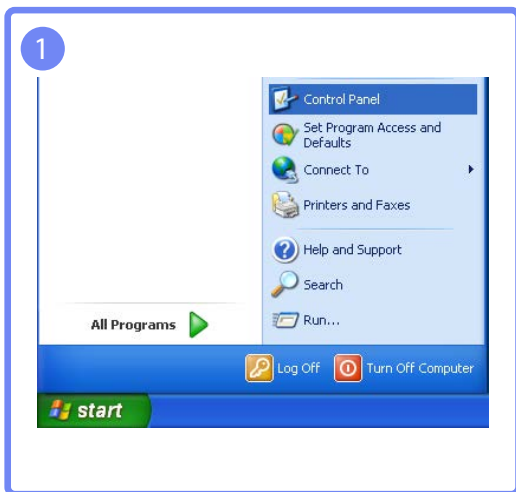 1
Control Panel
Set Program Access and
Defaults
Connect To
Printers and Faxes
Help and Support
Search
All Programs
Run...
Log Off
Turn Off Computer
start